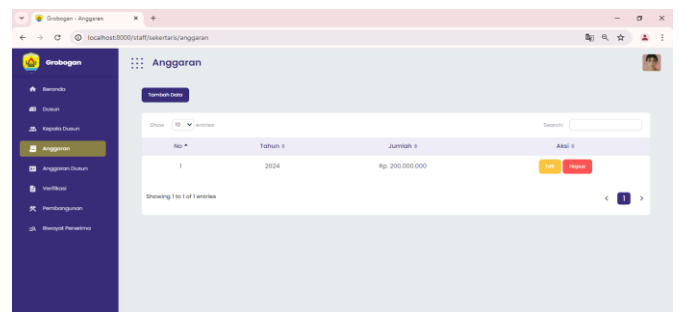 Grobogan - Anggaran
localhost:8000/staff/sekertaris/anggaran
Grobogan
Anggaran
Beranda
Dusun
Kepala Dusun
Anggaran
Anggaran Dusun
Verifikasi
Pembangunan
Riwayat Penerima
Tambah Data
Show 10 entries
Search:
No Tahun Jumlah Aksi
1 2024 Rp. 200.000.000 Edit Hapus
Showing 1 to 1 of 1 entries
1